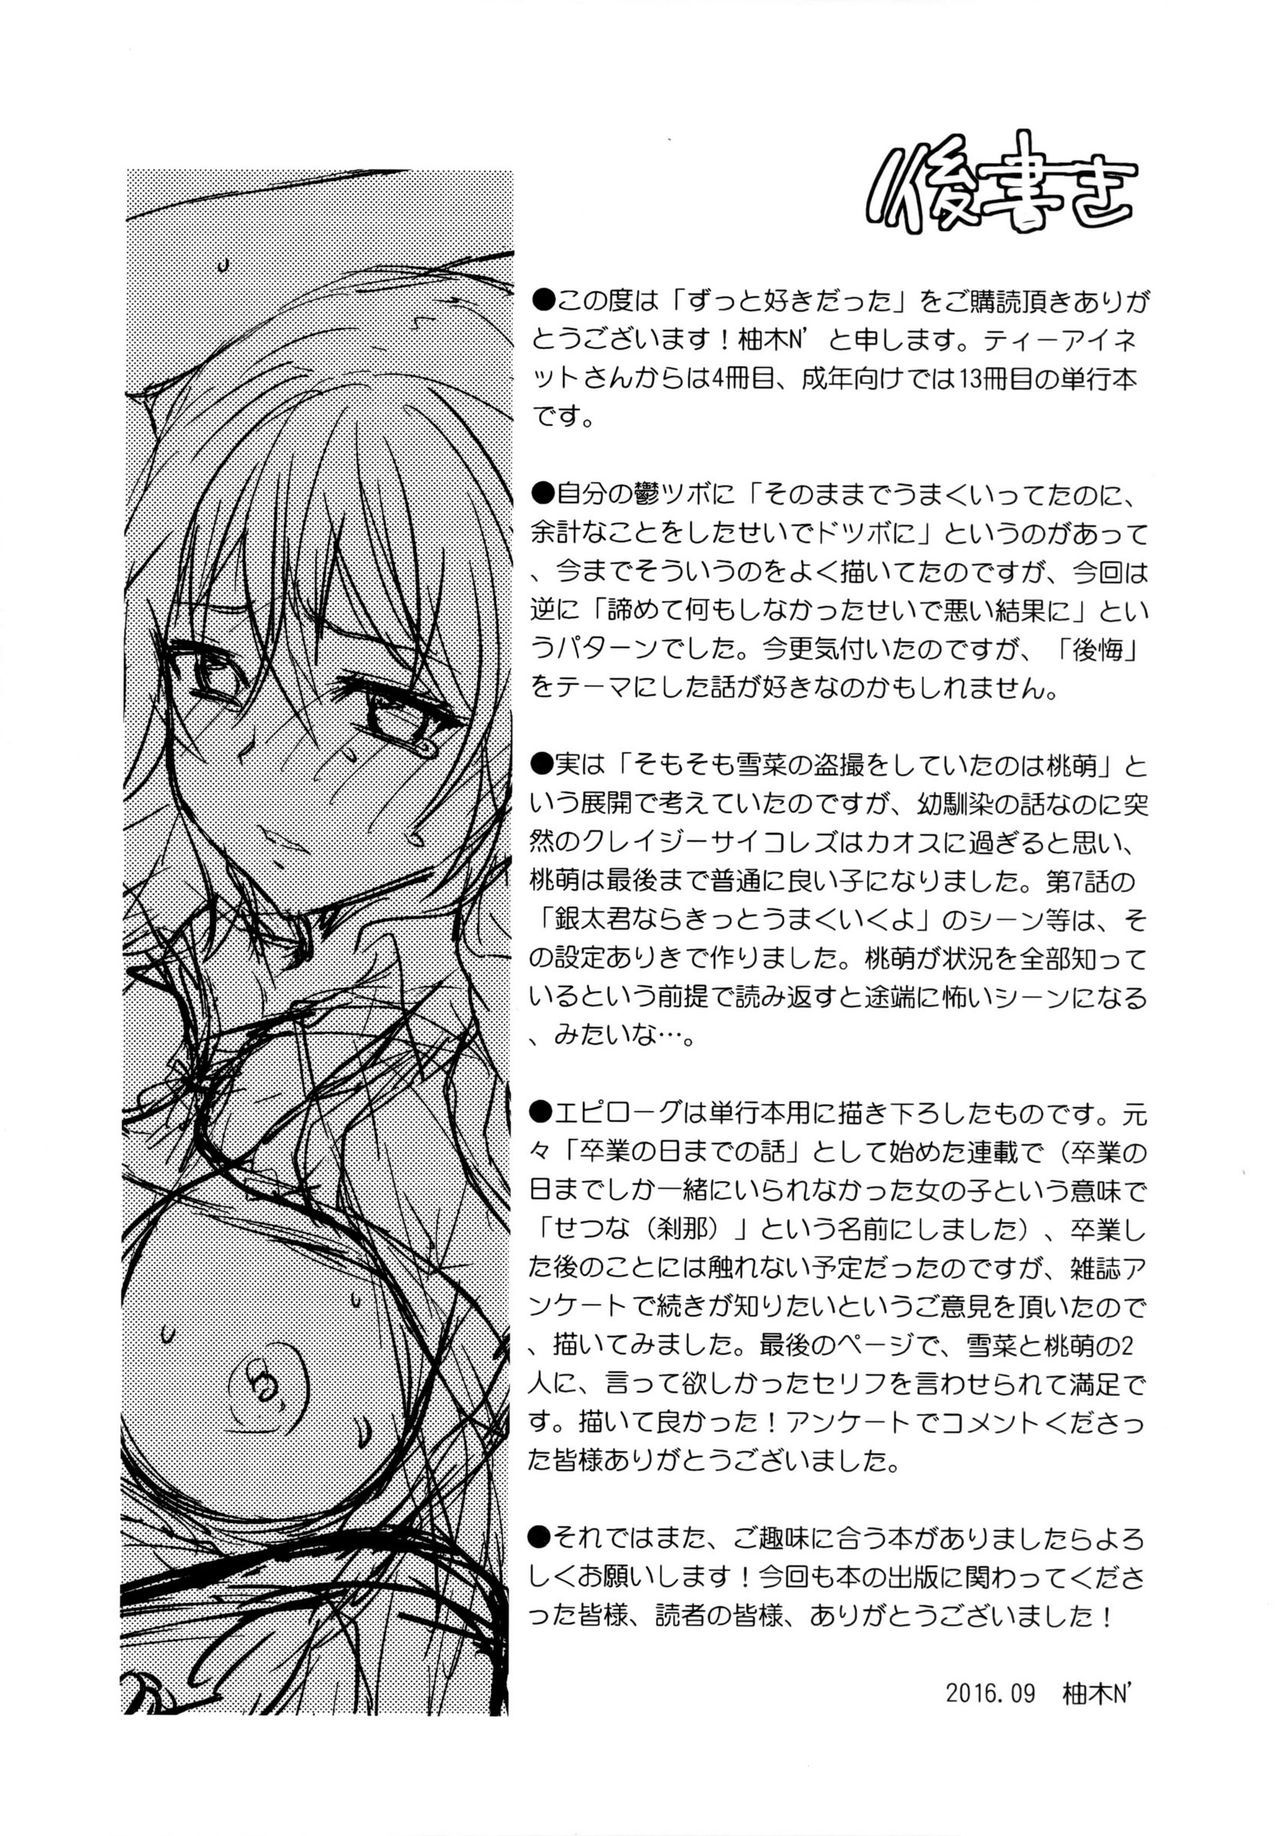 後書き
●この度は「ずっと好きだった」をご購読頂きありが
とうございます！柚木N’と申します。ティーアイネ
ットさんからは4冊目、成年向けでは13冊目の単行本
です。
●自分の鬱ツボに「そのままでうまくいってたのに、
余計なことをしたせいでドツボに」というのがあって
、今までそういうのをよく描いてたのですが、今回は
逆に「諦めて何もしなかったせいで悪い結果に」とい
うパターンでした。今更気付いたのですが、「後悔」
をテーマにした話が好きなのかもしれません。
●実は「そもそも雪菜の盗撮をしていたのは桃萌」と
いう展開で考えていたのですが、幼馴染の話なのに突
然のクレイジーサイコレズはカオスに過ぎると思い、
桃萌は最後まで普通に良い子になりました。第7話の
「銀太君ならきっとうまくいくよ」のシーン等は、そ
の設定ありきで作りました。桃萌が状況を全部知って
いるという前提で読み返すと途端に怖いシーンになる
、みたいな…。
●エピローグは単行本用に描き下ろしたものです。元
々「卒業の日までの話」として始めた連載で（卒業の
日までしか一緒にいられなかった女の子という意味で
「せつな（刹那）」という名前にしました）、卒業し
た後のことには触れない予定だったのですが、雑誌ア
ンケートで続きが知りたいというご意見を頂いたので
、描いてみました。最後のページで、雪菜と桃萌の2
人に、言って欲しかったセリフを言わせられて満足で
す。描いて良かった！アンケートでコメントくださっ
た皆様ありがとうございました。
●それではまた、ご趣味に合う本がありましたらよろ
しくお願いします！今回も本の出版に関わってくださ
った皆様、読者の皆様、ありがとうございました！
2016.09　柚木N’